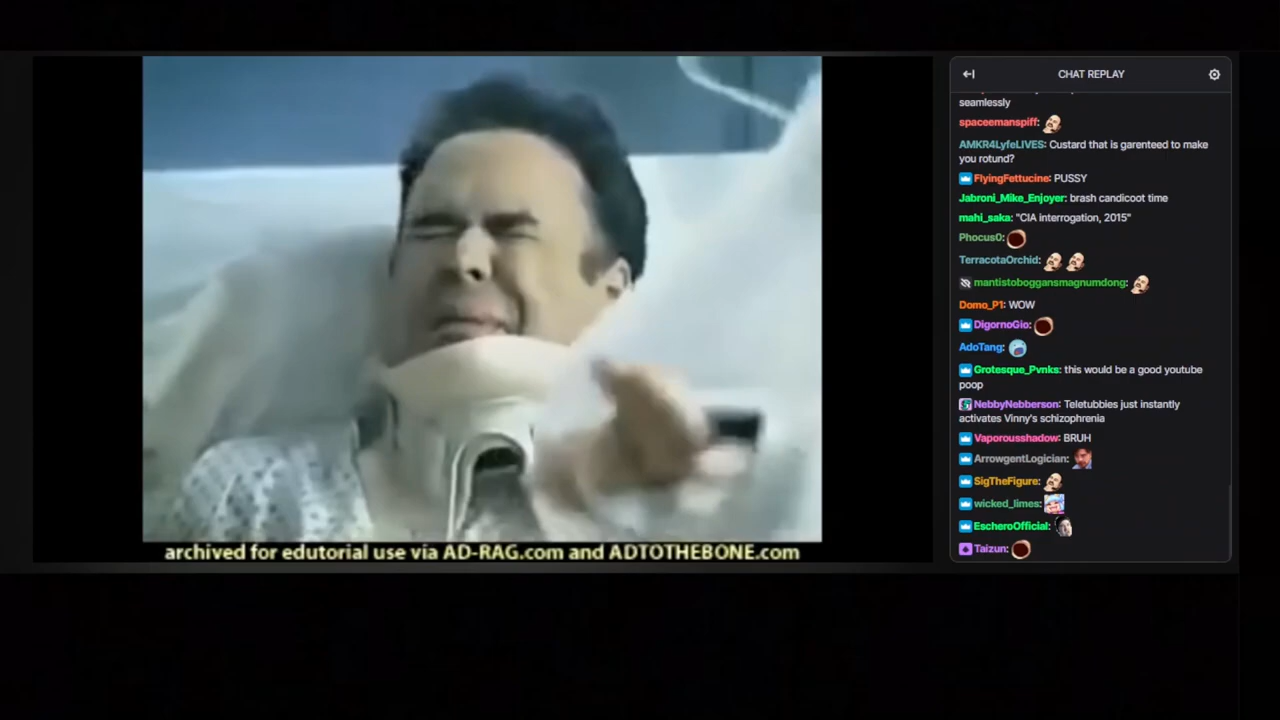 CHAT REPLAY
seamlessly
spacemanspiff:
AMKR4LyfeLIVES: Custard that is garenteed to make
you rotund?
FlyingFettucine: PUSSY
Jabroni_Mike_Enjoyer: brash candicoot time
mahi_saka: "CIA interrogation, 2015"
Phocus0:
TerracotaOrchid:
mantistoboggansmagnumdong:
Domo_P1: WOW
DigornoGio:
AdoTang:
Grotesque_Pvnks: this would be a good youtube
poop
NebbyNebberson: Teletubbies just instantly
activates Vinny's schizophrenia
Vaporousshadow: BRUH
ArrowgentLogician:
SigTheFigure:
wicked_limes:
EscheroOfficial:
Taizun:
archived for edutorial use via AD-RAG.com and ADTOTHEBONE.com